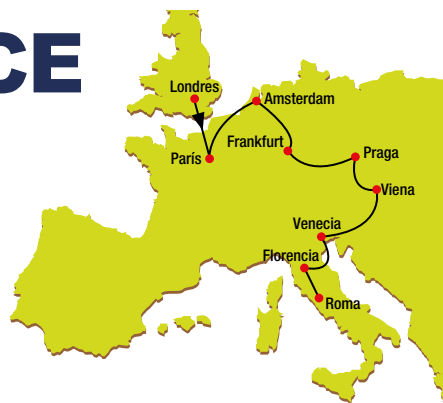 CE
Londres
Amsterdam
París
Frankfurt
Praga
Viena
Venecia
Florencia
Roma